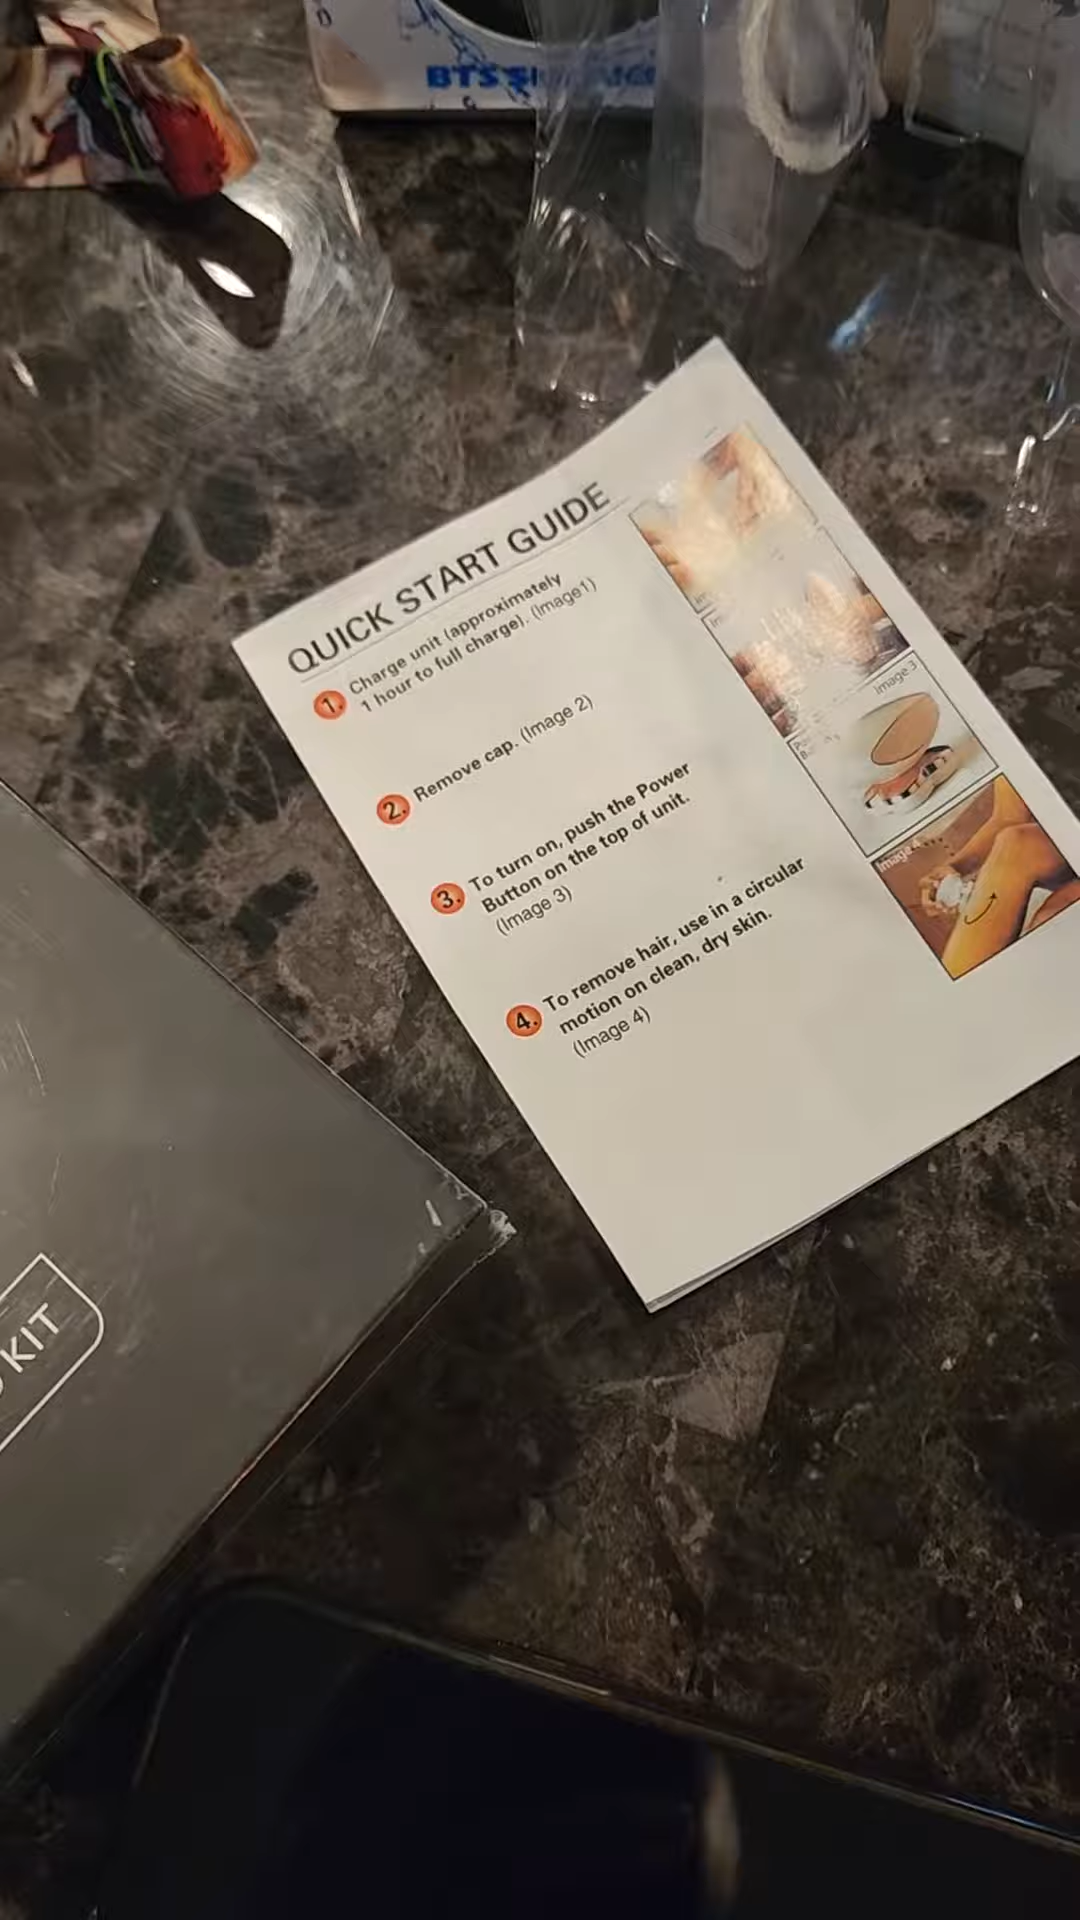 BTS
QUICK START GUIDE
1. Charge unit (approximately
1 hour to full charge). (Image1)
2. Remove cap. (Image 2)
3. To turn on, push the Power
Button on the top of unit.
(Image 3)
4. To remove hair, use in a circular
motion on clean, dry skin.
(Image 4)
Image 3
Image 4
KIT